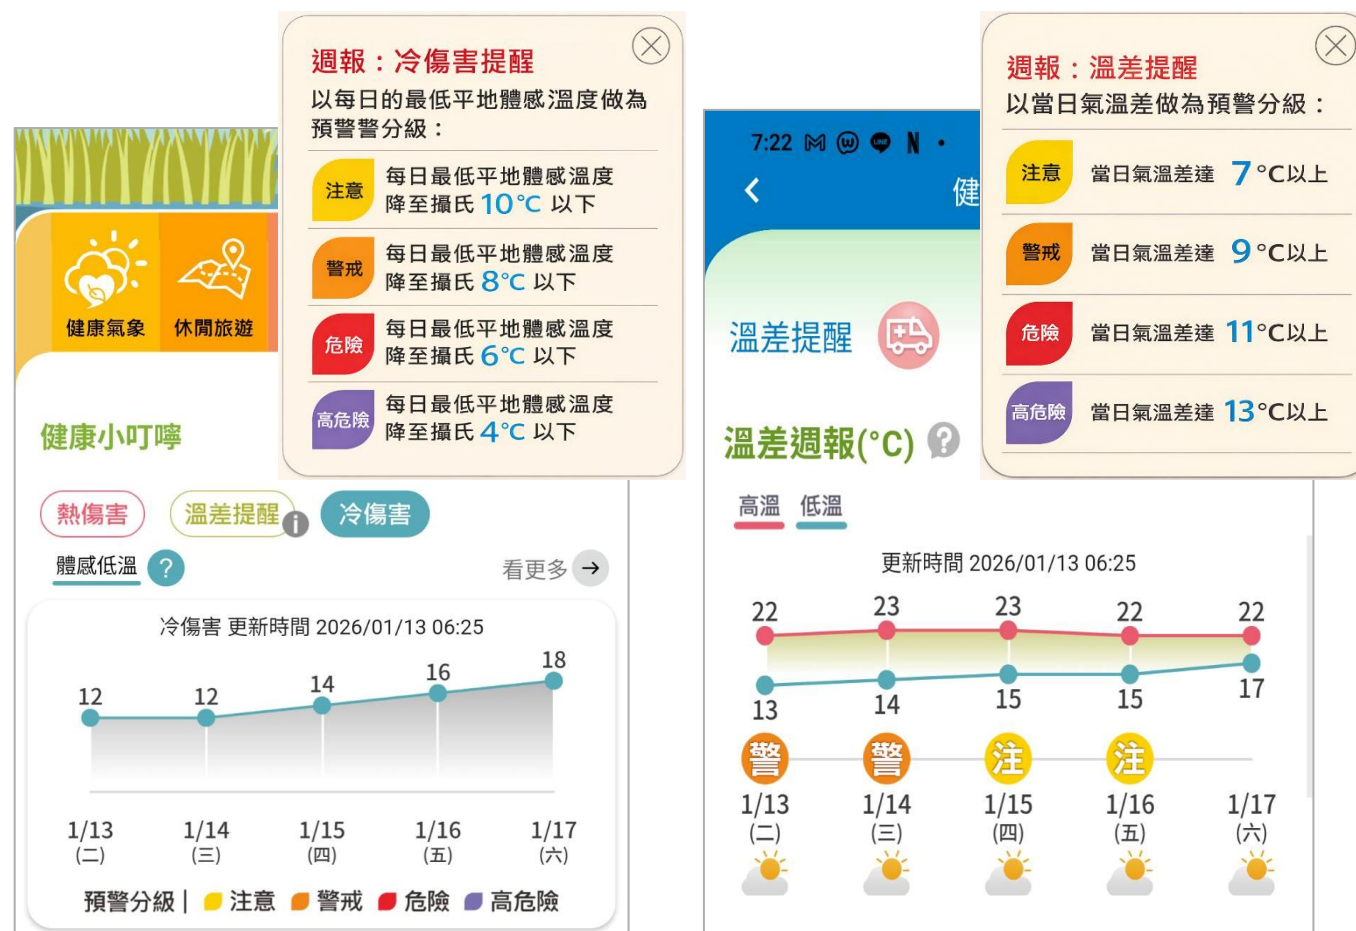 週報：冷傷害提醒
以每日的最低平地體感溫度做為
預警警分級：
注意
每日最低平地體感溫度
降至攝氏 10°C 以下
警戒
每日最低平地體感溫度
降至攝氏 8°C 以下
危險
每日最低平地體感溫度
降至攝氏 6°C 以下
高危險
每日最低平地體感溫度
降至攝氏 4°C 以下
健康氣象
休閒旅遊
健康小叮嚀
熱傷害
溫差提醒
i
冷傷害
體感低溫 ?
看更多 →
冷傷害 更新時間 2026/01/13 06:25
12 12 14 16 18
1/13 1/14 1/15 1/16 1/17
(二) (三) (四) (五) (六)
預警分級 | 注意 警戒 危險 高危險
週報：溫差提醒
以當日氣溫差做為預警分級：
注意 當日氣溫差達 7°C以上
警戒 當日氣溫差達 9°C以上
危險 當日氣溫差達 11°C以上
高危險 當日氣溫差達 13°C以上
7:22 M W LINE N
健
溫差提醒
溫差週報(°C) ?
高溫 低溫
更新時間 2026/01/13 06:25
22 23 23 22 22
13 14 15 15 17
警 警 注 注
1/13 1/14 1/15 1/16 1/17
(二) (三) (四) (五) (六)